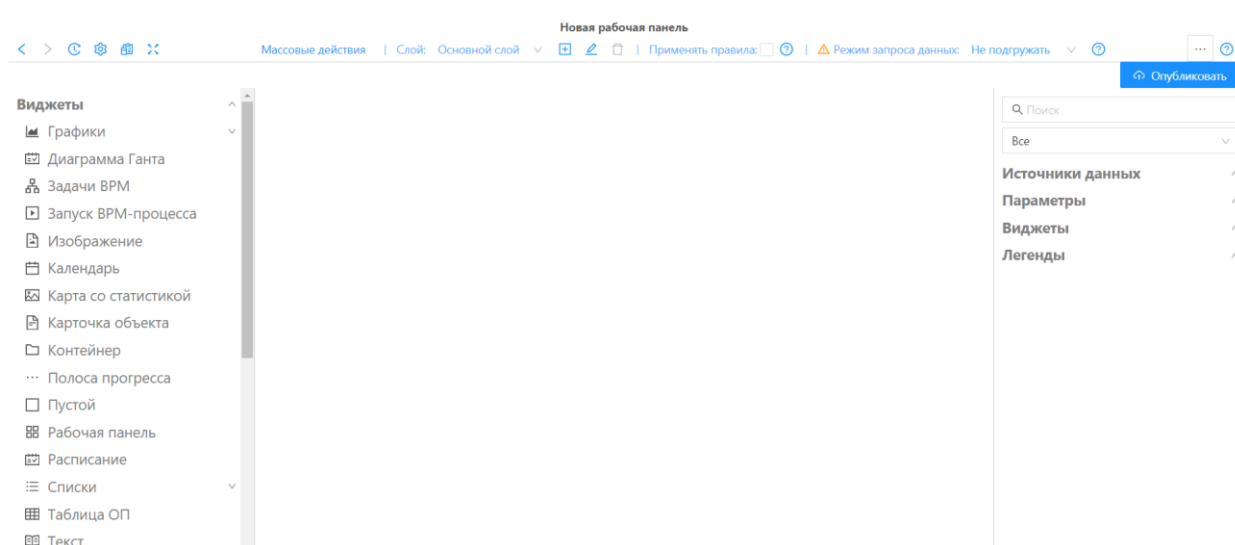 Новая рабочая панель
Массовые действия | Слой: Основной слой | Применять правила: | Режим запроса данных: Не подгружать ...
Опубликовать
Виджеты
Графики
Диаграмма Ганта
Задачи BPM
Запуск BPM-процесса
Изображение
Календарь
Карта со статистикой
Карточка объекта
Контейнер
Полоса прогресса
Пустой
Рабочая панель
Расписание
Списки
Таблица ОП
Текст
Поиск
Все
Источники данных
Параметры
Виджеты
Легенды